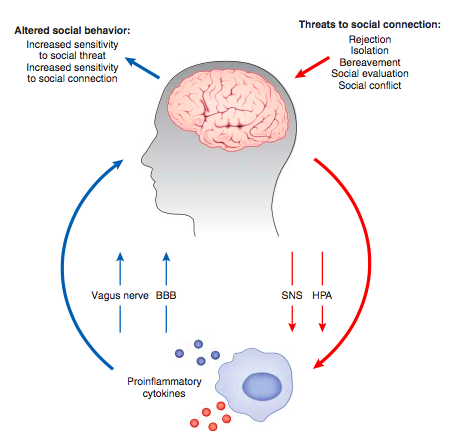 Altered social behavior:
Increased sensitivity
to social threat
Increased sensitivity
to social connection
Threats to social connection:
Rejection
Isolation
Bereavement
Social evaluation
Social conflict
Vagus nerve BBB
SNS HPA
Proinflammatory
cytokines